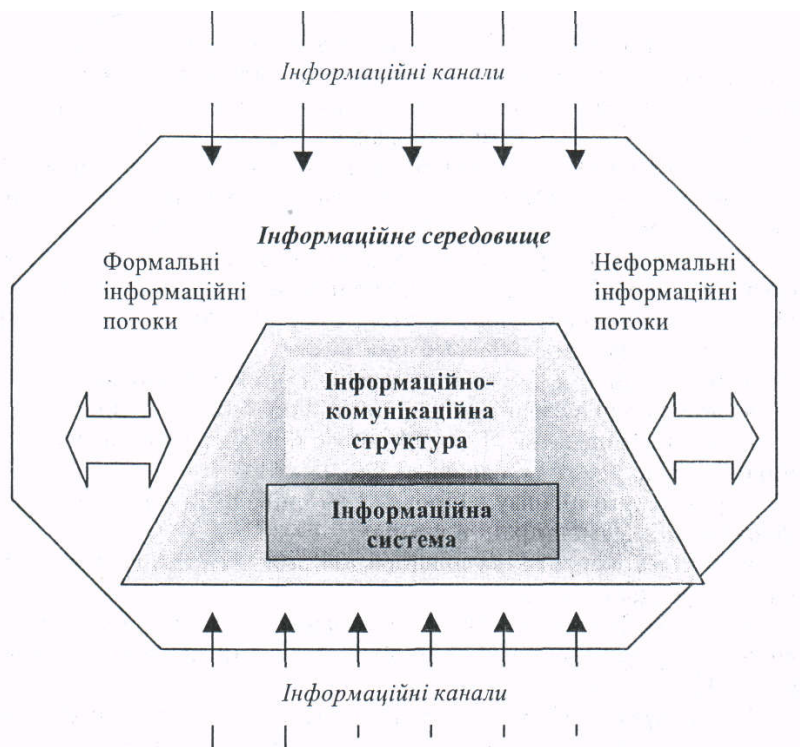 Інформаційні канали
Інформаційне середовище
Формальні
інформаційні
потоки
Неформальні
інформаційні
потоки
Інформаційно-
комунікаційна
структура
Інформаційна
система
Інформаційні канали